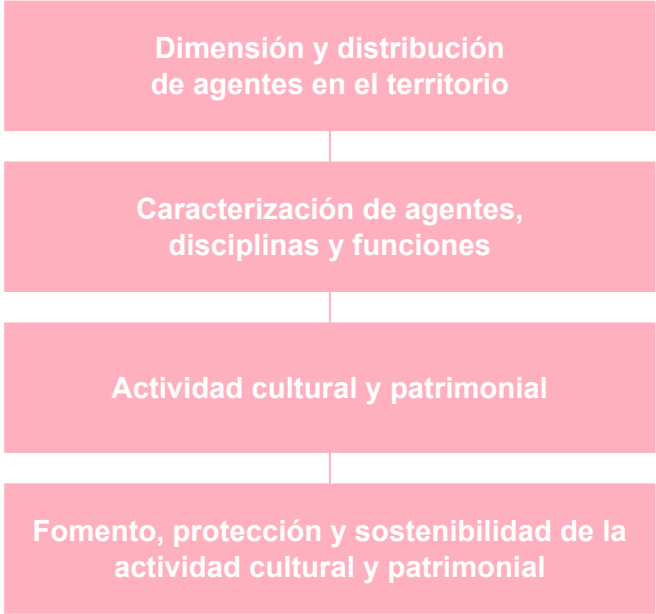 Dimensión y distribución
de agentes en el territorio
Caracterización de agentes,
disciplinas y funciones
Actividad cultural y patrimonial
Fomento, protección y sostenibilidad de la
actividad cultural y patrimonial